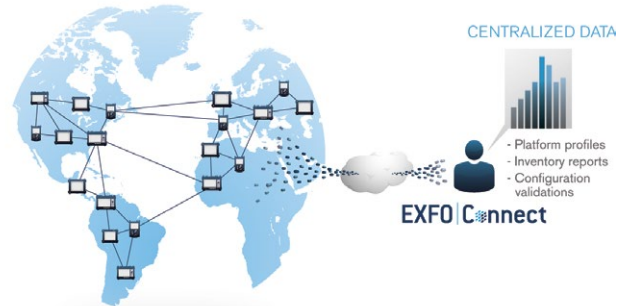 CENTRALIZED DATA
- Platform profiles
- Inventory reports
- Configuration
validations
EXFO Connect